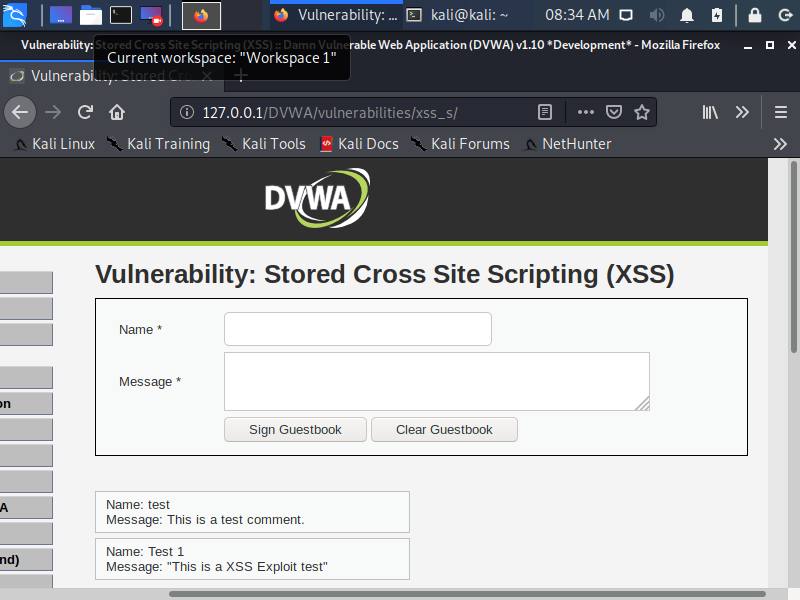 Vulnerability: ...
kali@kali: ~
08:34 AM
Vulnerability: Stored Cross Site Scripting (XSS) :: Damn Vulnerable Web Application (DVWA) v1.10 *Development* - Mozilla Firefox
Current workspace: "Workspace 1"
Vulnerability: Stored Cro
127.0.0.1/DVWA/vulnerabilities/xss_s/
Kali Linux
Kali Training
Kali Tools
Kali Docs
Kali Forums
NetHunter
DVWA
Vulnerability: Stored Cross Site Scripting (XSS)
Name *
Message *
Sign Guestbook
Clear Guestbook
on
A
nd)
Name: test
Message: This is a test comment.
Name: Test 1
Message: "This is a XSS Exploit test"